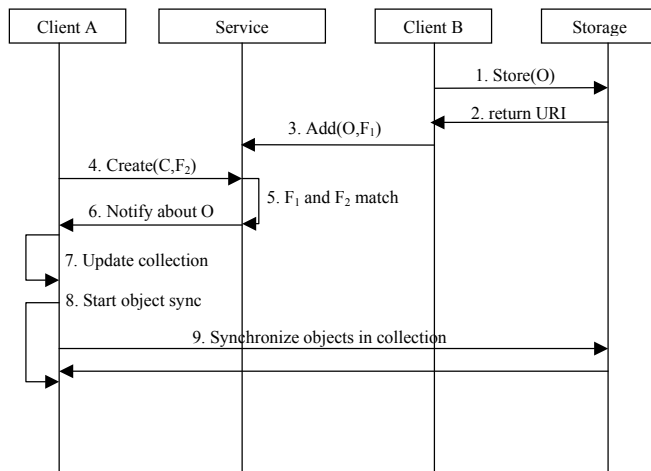 Client A
Service
Client B
Storage
1. Store(O)
2. return URI
3. Add(O,F₁)
4. Create(C,F₂)
5. F₁ and F₂ match
6. Notify about O
7. Update collection
8. Start object sync
9. Synchronize objects in collection